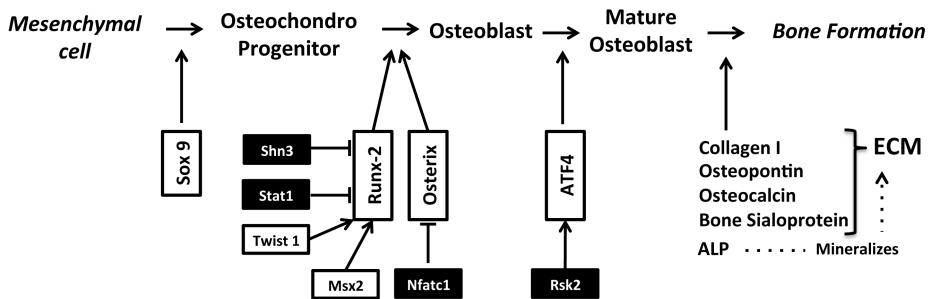 Mesenchymal
cell
Osteochondro
Progenitor
Osteoblast
Mature
Osteoblast
Bone Formation
Sox 9
Shn3
Stat1
Twist 1
Runx-2
Msx2
Osterix
Nfatc1
ATF4
Rsk2
Collagen I
Osteopontin
Osteocalcin
Bone Sialoprotein
ECM
ALP
Mineralizes